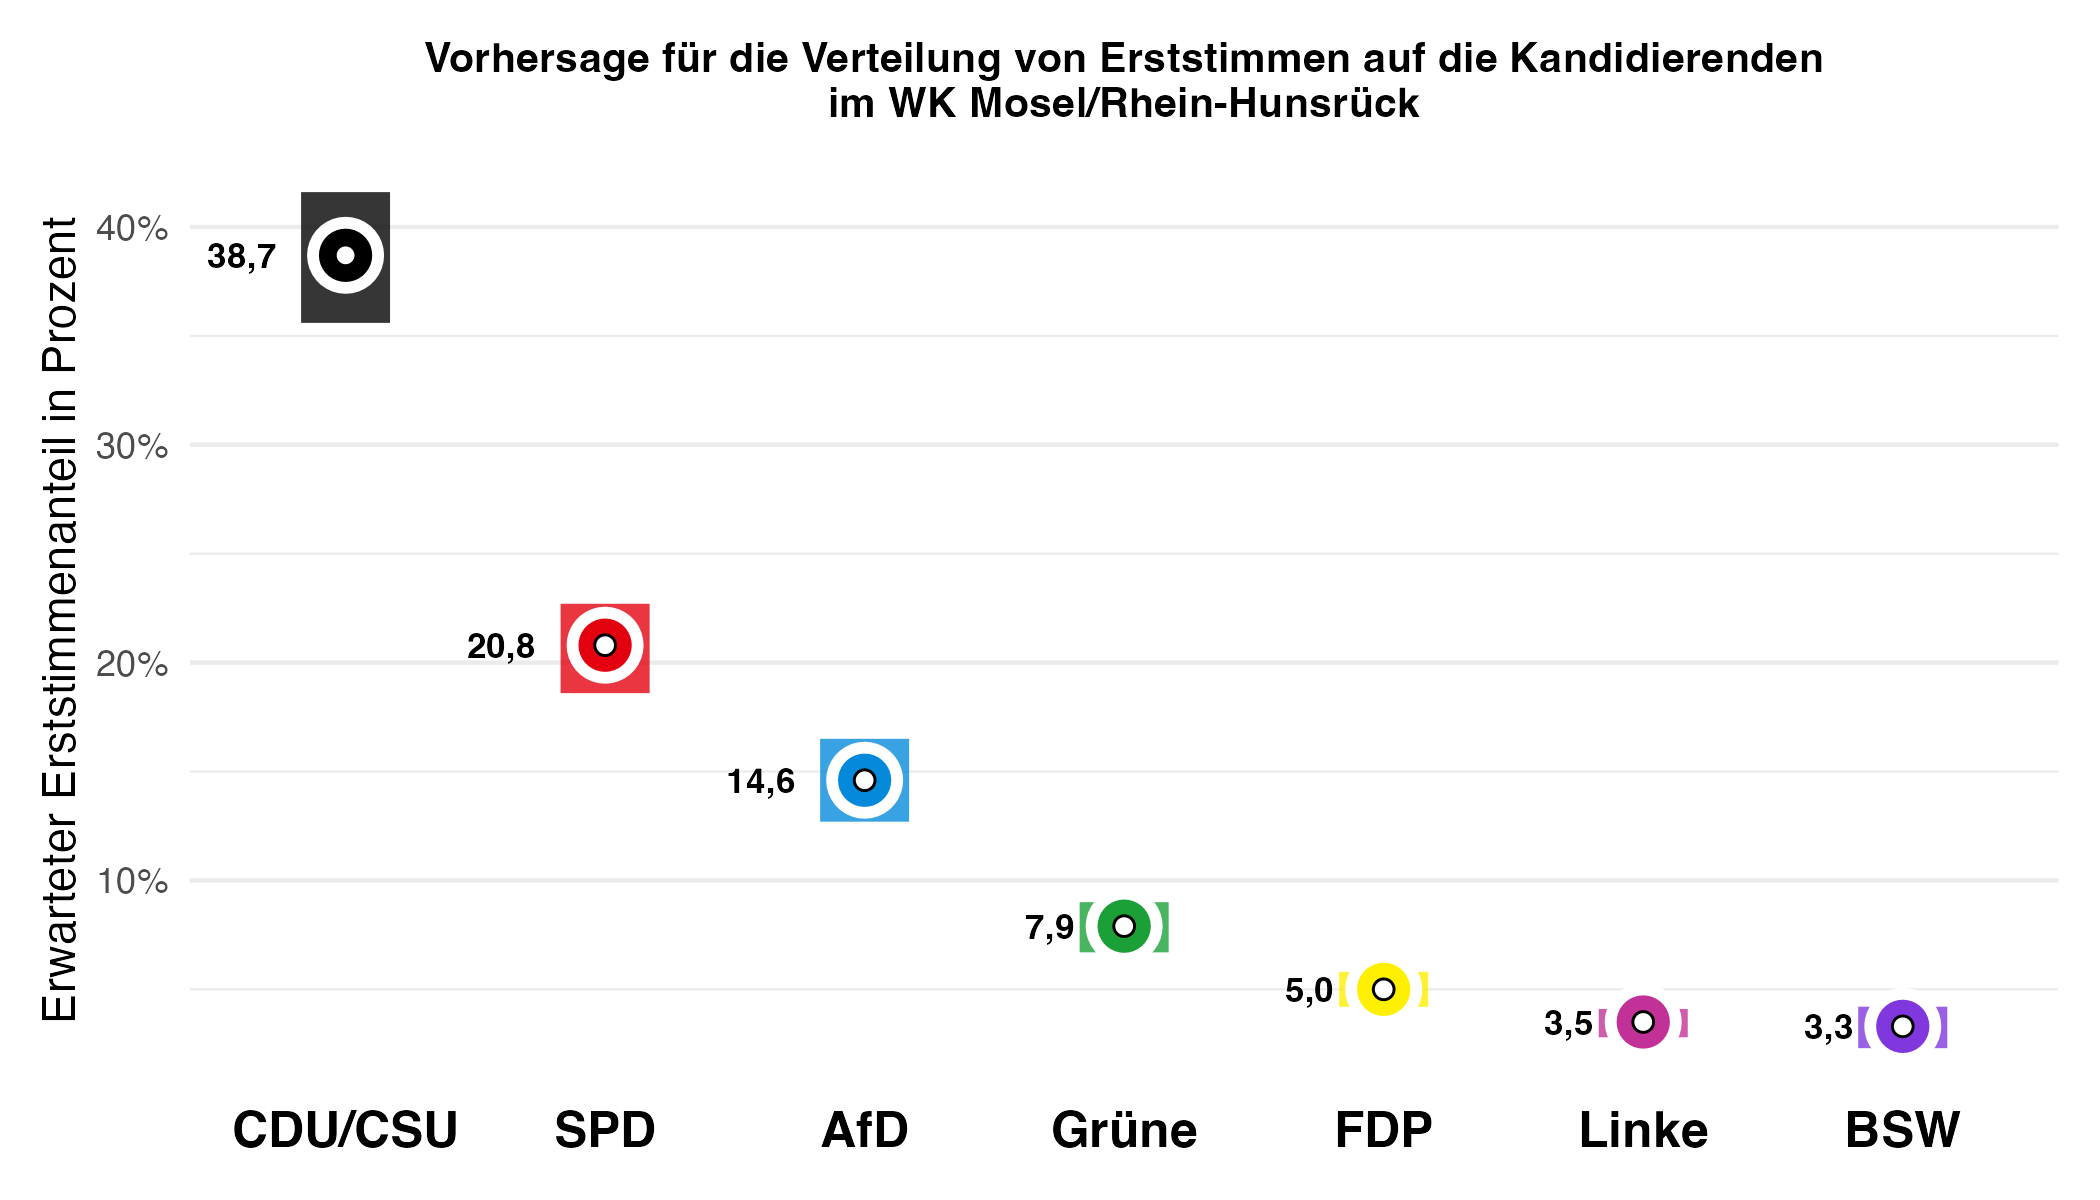 Vorhersage für die Verteilung von Erststimmen auf die Kandidierenden
im WK Mosel/Rhein-Hunsrück
Erwarteter Erststimmenanteil in Prozent
40%
30%
20%
10%
38,7
20,8
14,6
7,9
5,0
3,5
3,3
CDU/CSU
SPD
AfD
Grüne
FDP
Linke
BSW